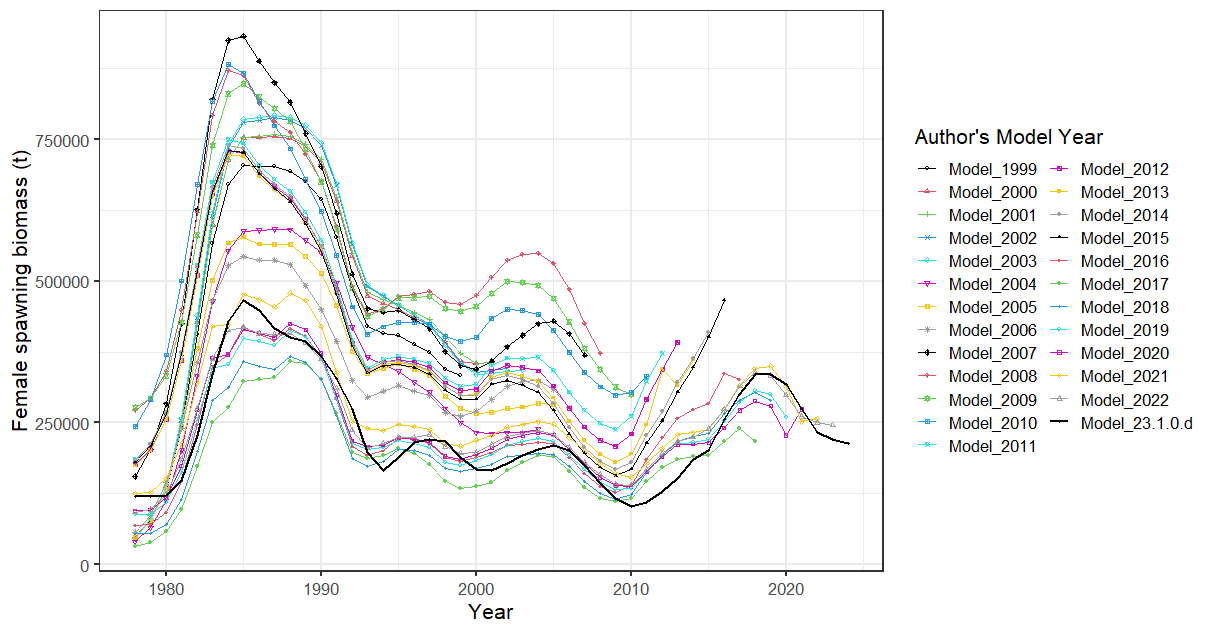 Female spawning biomass (t)
750000
500000
250000
0
1980
1990
2000
2010
2020
Year
Author's Model Year
Model_1999
Model_2000
Model_2001
Model_2002
Model_2003
Model_2004
Model_2005
Model_2006
Model_2007
Model_2008
Model_2009
Model_2010
Model_2011
Model_2012
Model_2013
Model_2014
Model_2015
Model_2016
Model_2017
Model_2018
Model_2019
Model_2020
Model_2021
Model_2022
Model_23.1.0.d